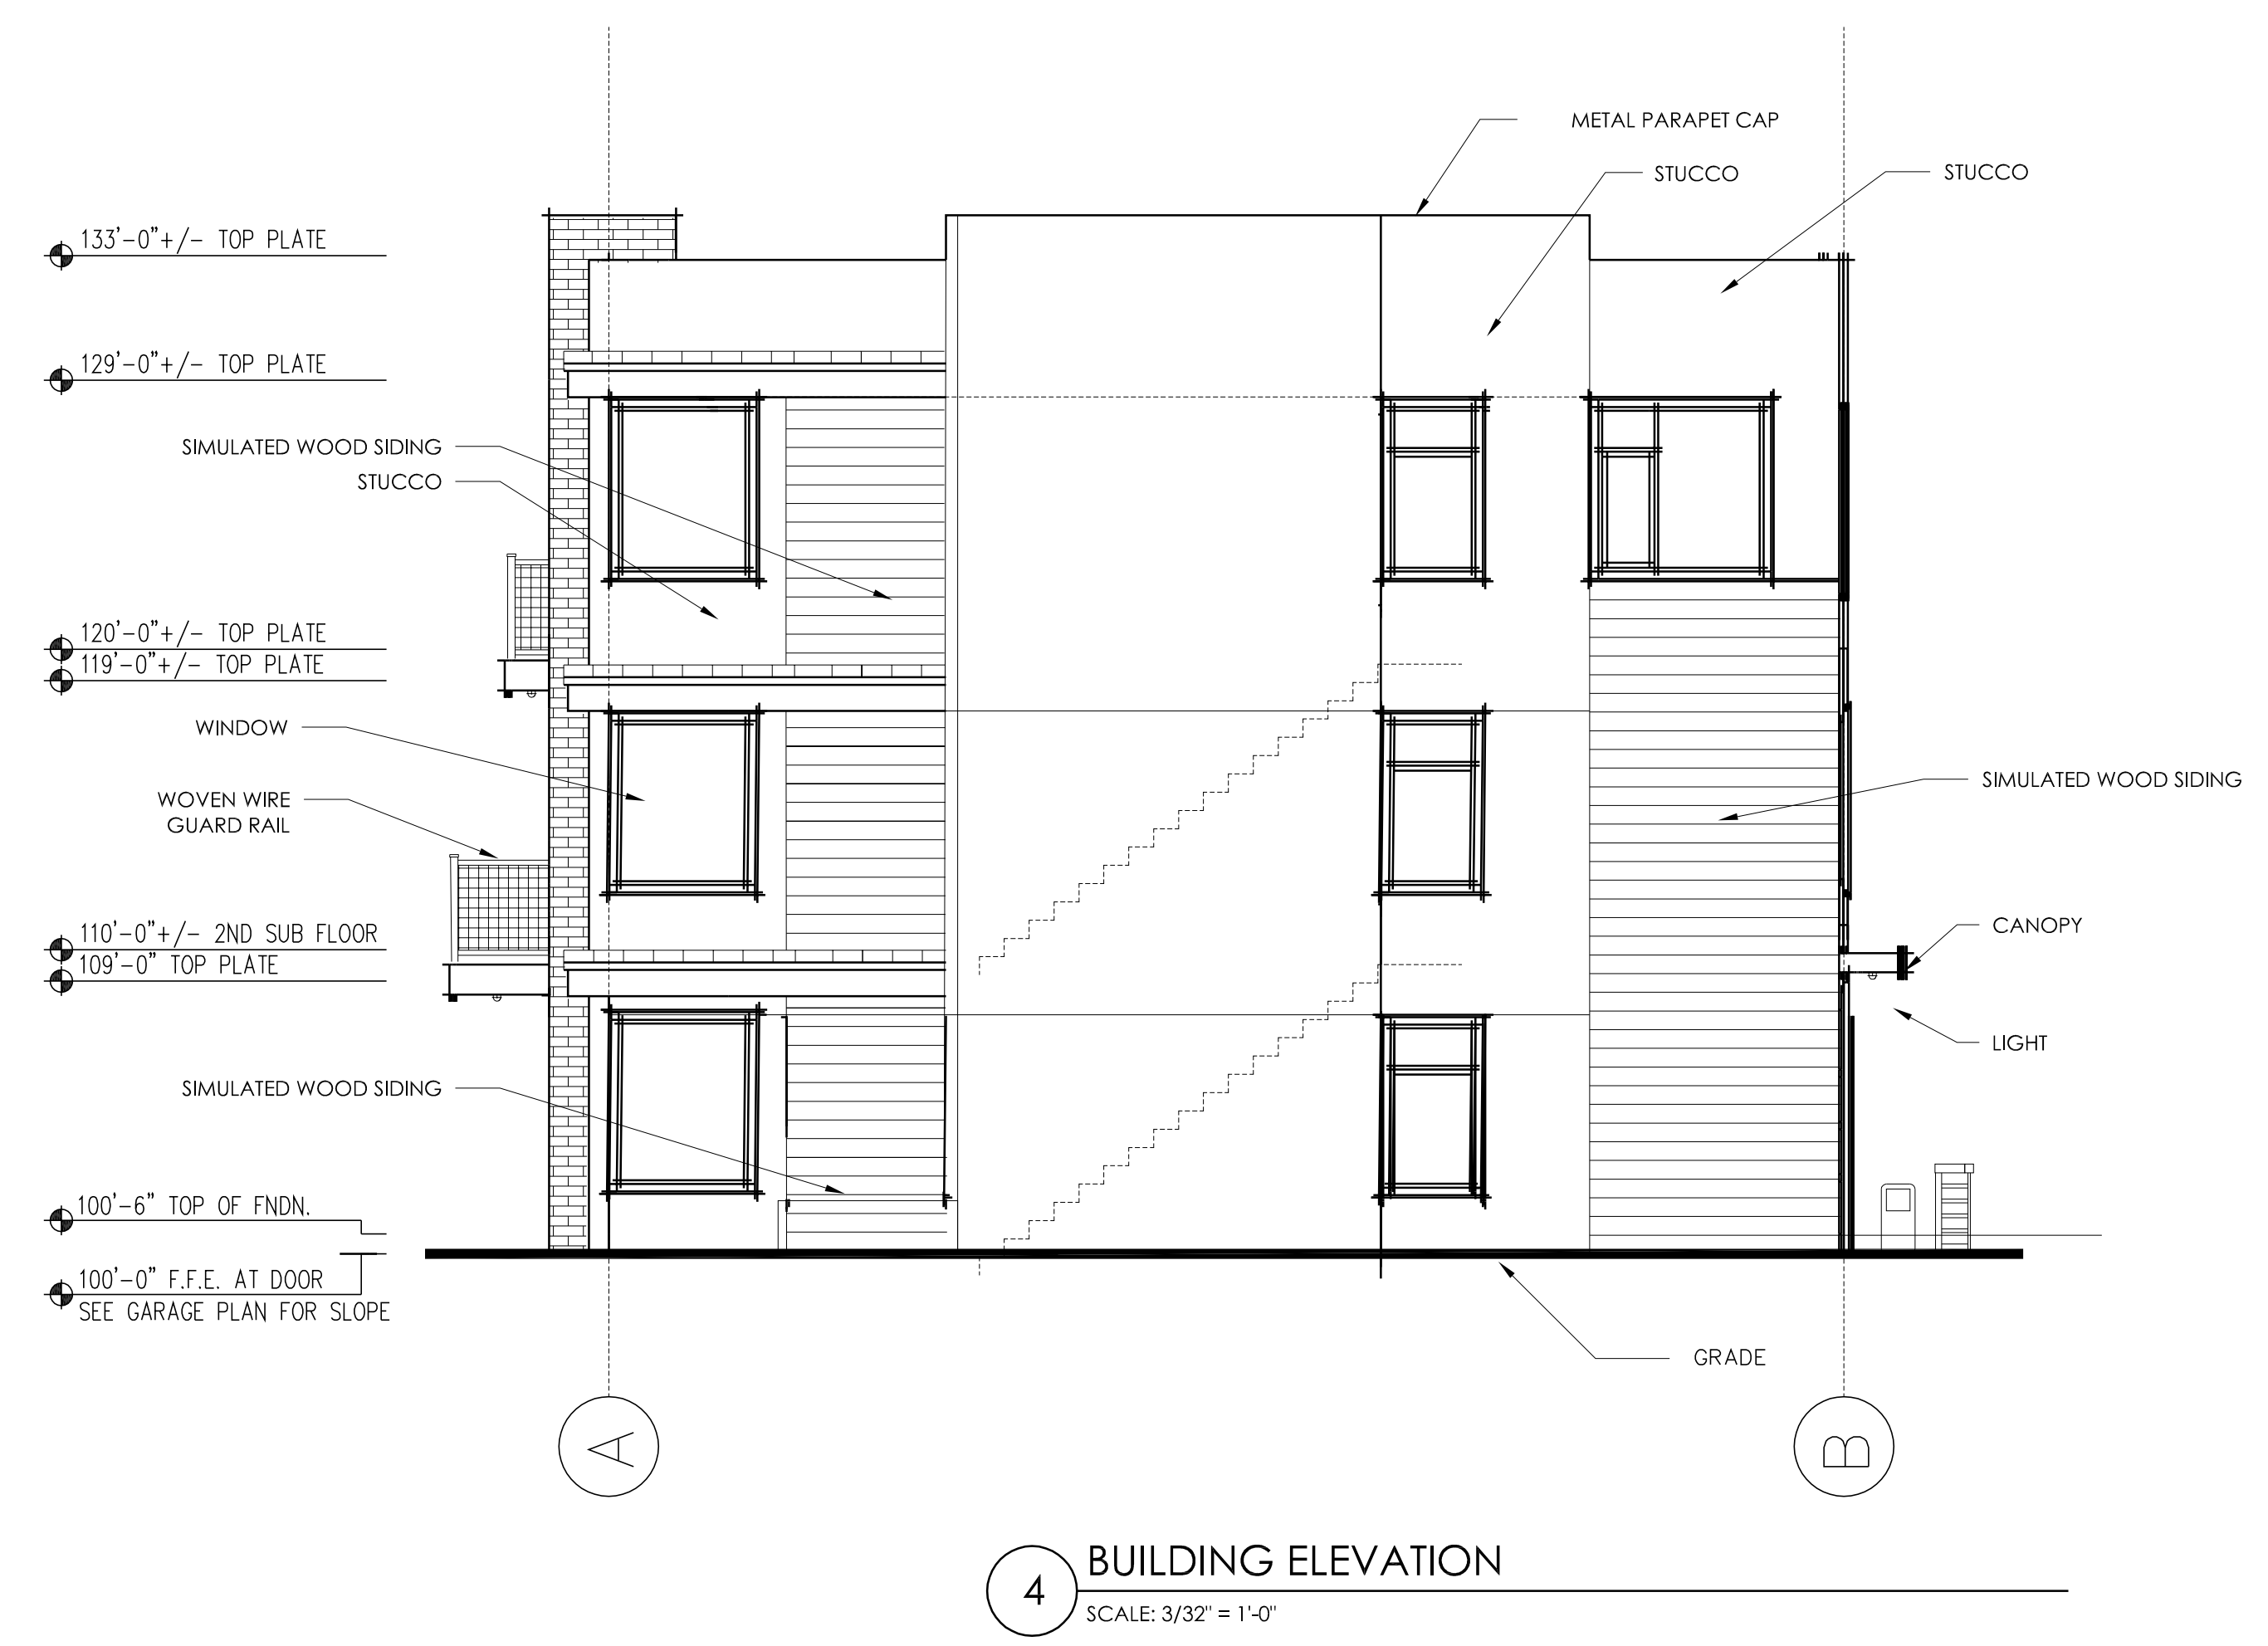 METAL PARAPET CAP
STUCCO
STUCCO
133'-0"+/- TOP PLATE
129'-0"+/- TOP PLATE
SIMULATED WOOD SIDING
STUCCO
120'-0"+/- TOP PLATE
119'-0"+/- TOP PLATE
WINDOW
SIMULATED WOOD SIDING
WOVEN WIRE
GUARD RAIL
CANOPY
110'-0"+/- 2ND SUB FLOOR
109'-0" TOP PLATE
LIGHT
SIMULATED WOOD SIDING
100'-6" TOP OF FNDN.
100'-0" F.F.E. AT DOOR
SEE GARAGE PLAN FOR SLOPE
GRADE
A
B
4
BUILDING ELEVATION
SCALE: 3/32" = 1'-0"